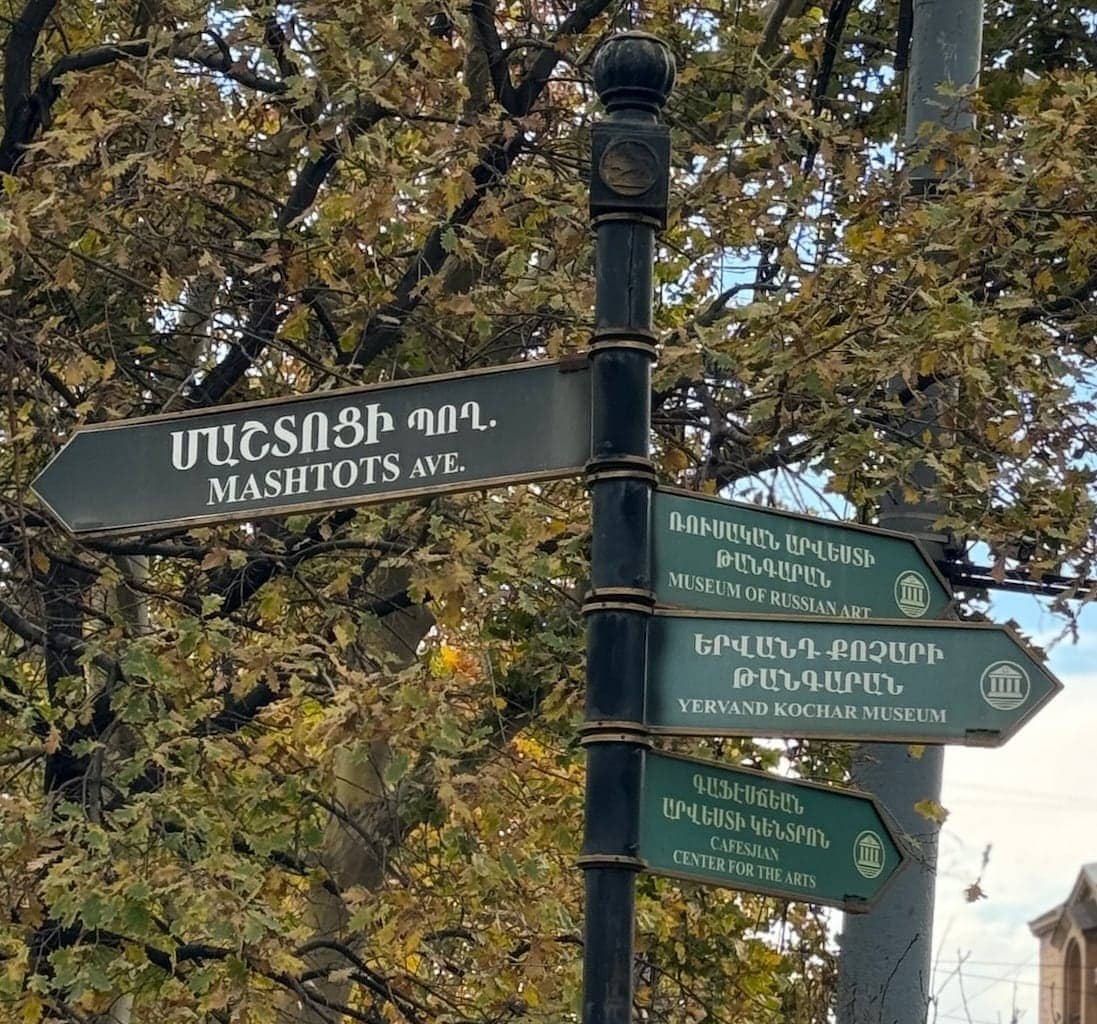 ՄԱՇՏՈՑԻ ՊՈՂ.
MASHTOTS AVE.
ՌՈՒՍԱԿԱՆ ԱՐՎԵՍՏԻ
ԹԱՆԳԱՐԱՆ
MUSEUM OF RUSSIAN ART
ԵՐՎԱՆԴ ՔՈՉԱՐԻ
ԹԱՆԳԱՐԱՆ
YERVAND KOCHAR MUSEUM
ԳԱՖԷՍՃԵԱՆ
ԱՐՎԵՍՏԻ ԿԵՆՏՐՈՆ
CAFESJIAN
CENTER FOR THE ARTS